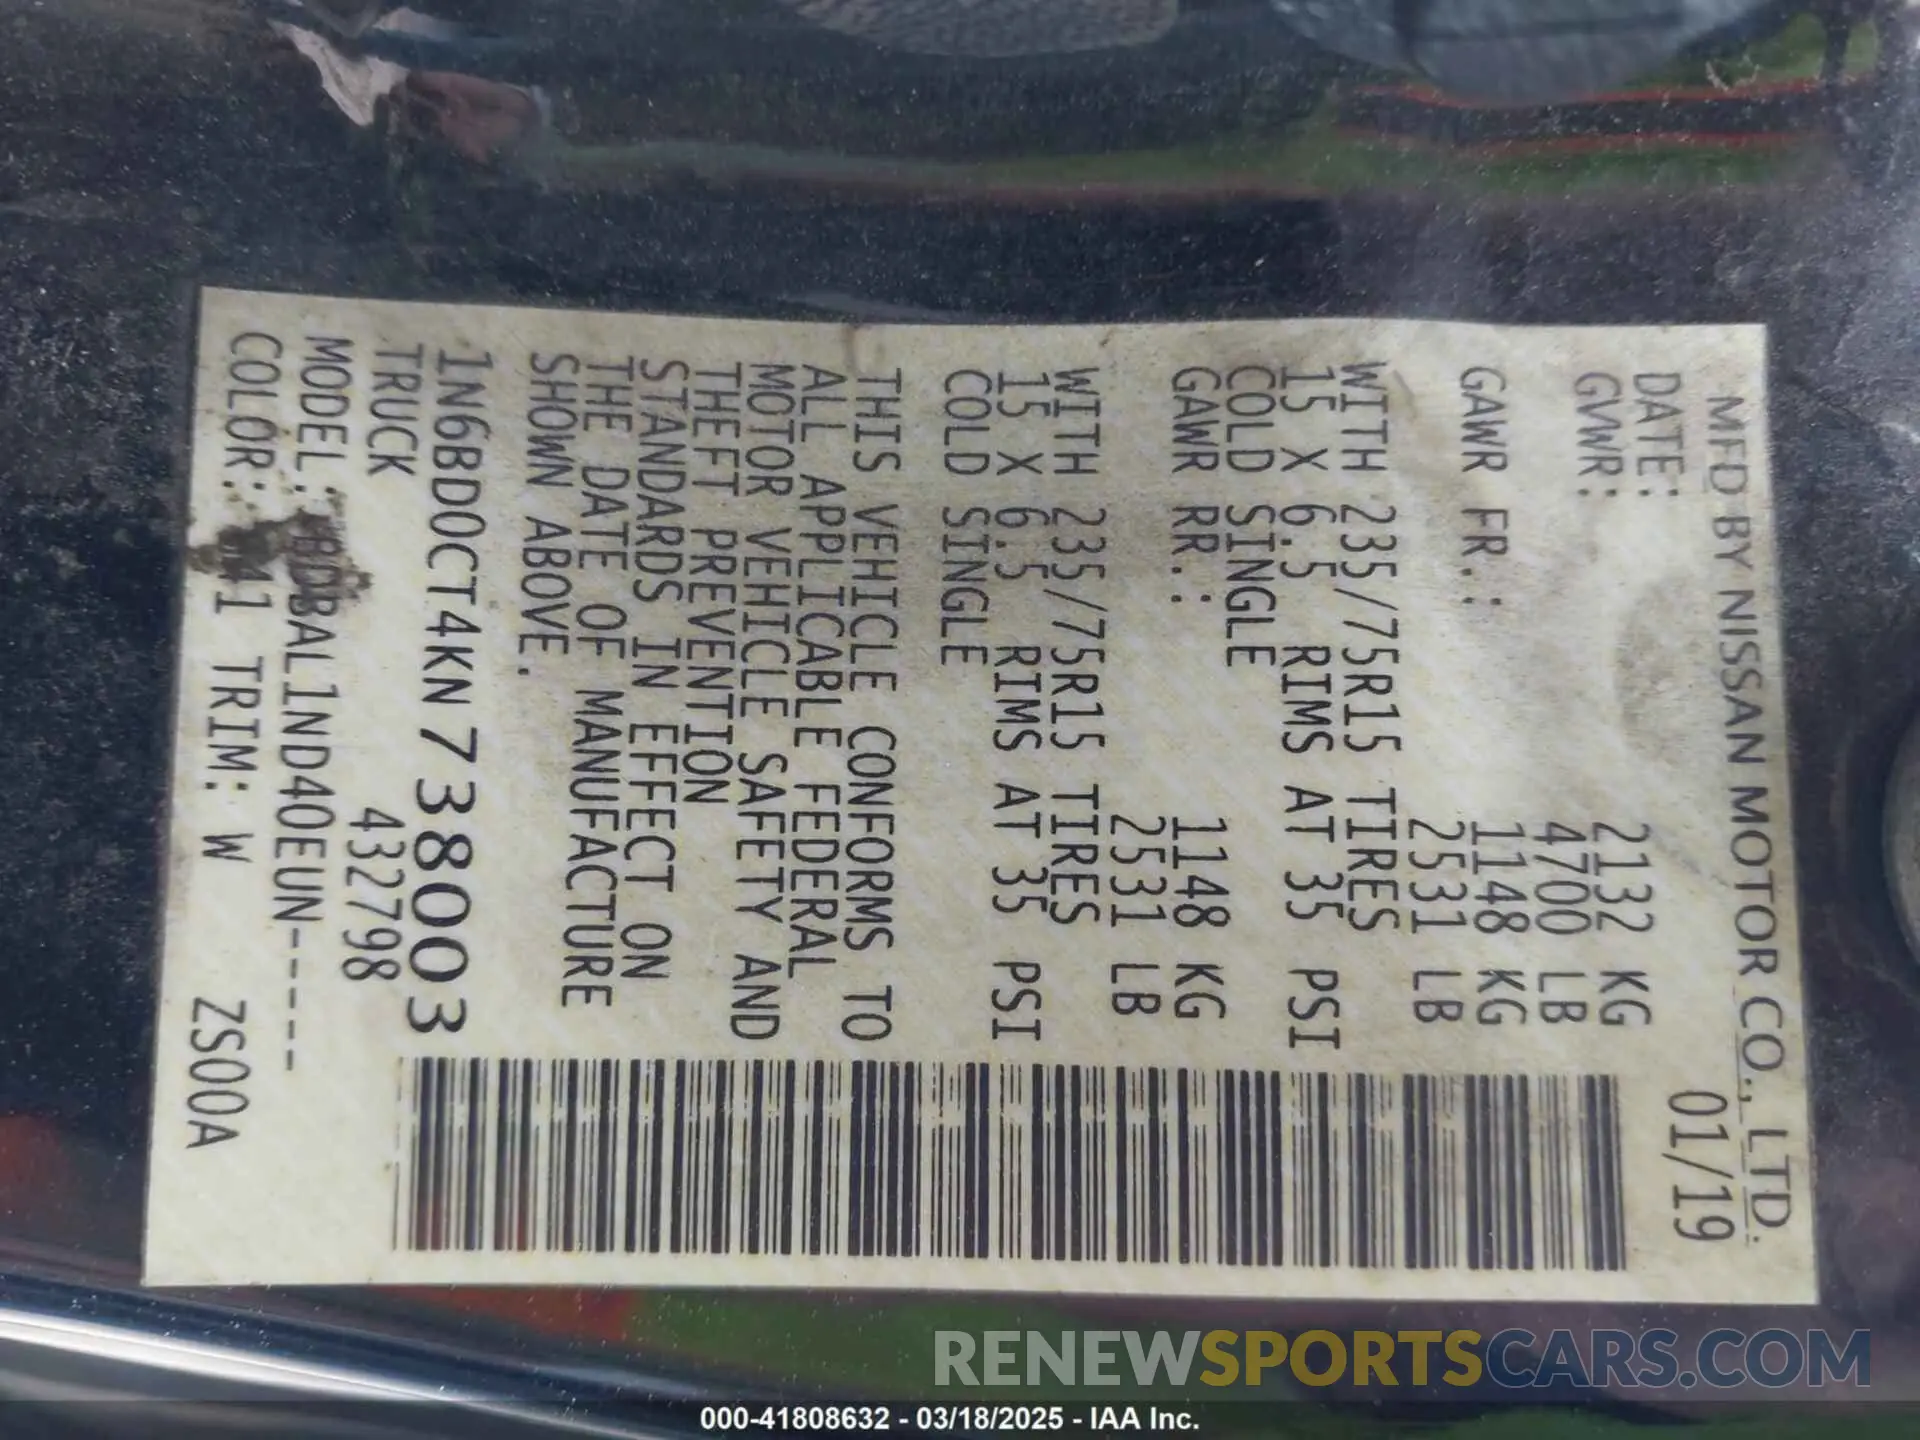 MFD BY NISSAN MOTOR CO., LTD.
DATE: 01/19
GVWR: 2132 KG
4700 LB
GAWR FR.: 1148 KG
2531 LB
WITH 235/75R15 TIRES
15 X 6.5 RIMS AT 35 PSI
COLD SINGLE
GAWR RR.: 1148 KG
2531 LB
WITH 235/75R15 TIRES
15 X 6.5 RIMS AT 35 PSI
COLD SINGLE
THIS VEHICLE CONFORMS TO
ALL APPLICABLE FEDERAL
MOTOR VEHICLE SAFETY AND
THEFT PREVENTION
STANDARDS IN EFFECT ON
THE DATE OF MANUFACTURE
SHOWN ABOVE.
1N6BD0CT4KN738003
TRUCK 432798
MODEL:
COLOR: TRIM: W ZS00A
RENEWSPORTSCARS.COM
000-41808632 - 03/18/2025 - IAA Inc.